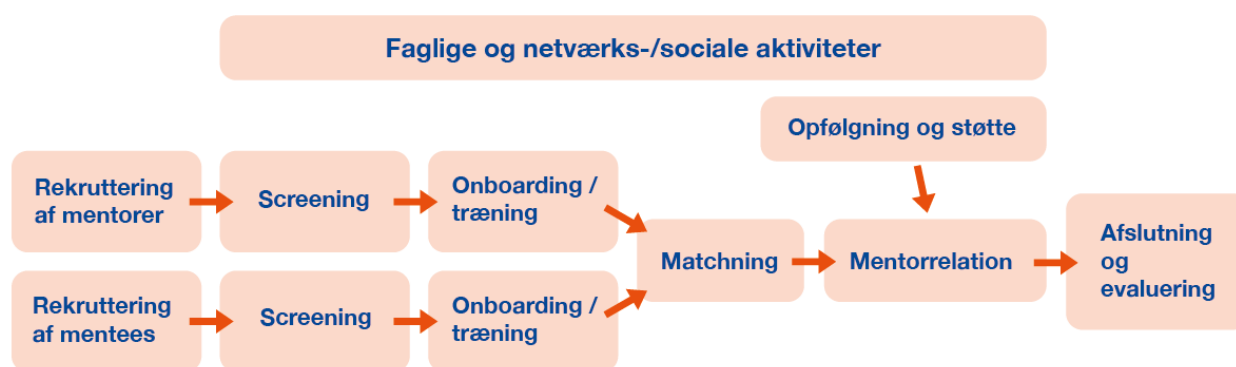 Faglige og netværks-/sociale aktiviteter
Opfølgning og støtte
Rekruttering
af mentorer
Screening
Onboarding /
træning
Rekruttering
af mentees
Screening
Onboarding /
træning
Matchning
Mentorrelation
Afslutning
og
evaluering